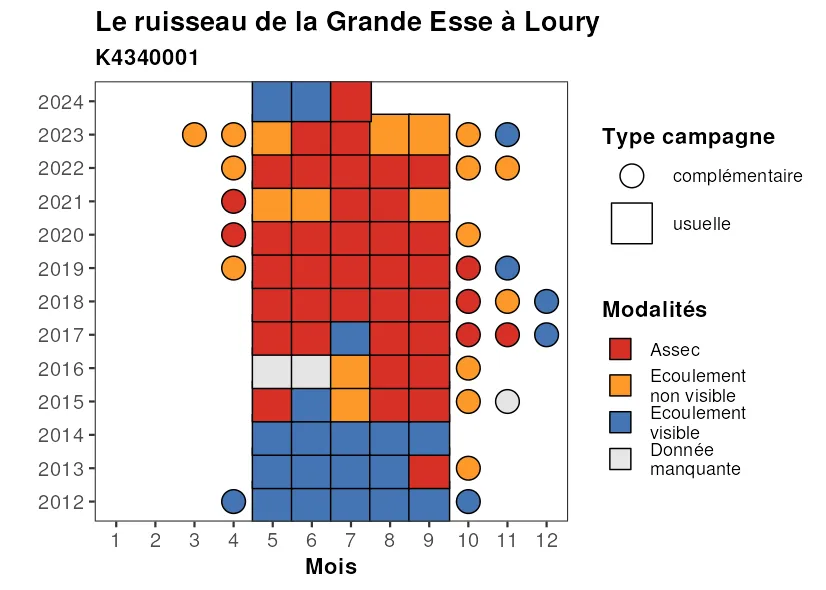 Le ruisseau de la Grande Esse à Loury
K4340001
2024
2023
2022
2021
2020
2019
2018
2017
2016
2015
2014
2013
2012
1 2 3 4 5 6 7 8 9 10 11 12
Mois
Type campagne
complémentaire
usuelle
Modalités
Assec
Ecoulement
non visible
Ecoulement
visible
Donnée
manquante